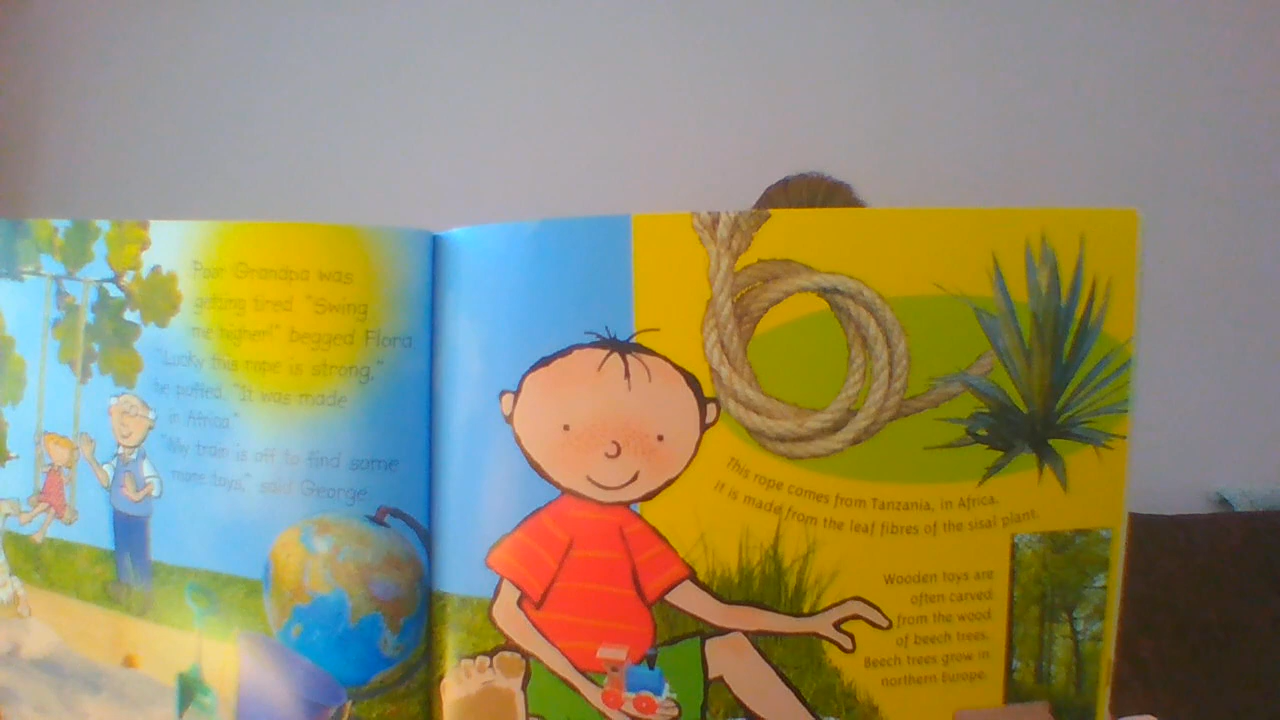 Poor Grandpa was
getting tired. "Swing
me higher!" begged Flora.
"Lucky this rope is strong,"
he puffed. "It was made
in Africa."
"My train is off to find some
more toys," said George.
This rope comes from Tanzania, in Africa.
It is made from the leaf fibres of the sisal plant.
Wooden toys are
often carved
from the wood
of beech trees.
Beech trees grow in
northern Europe.